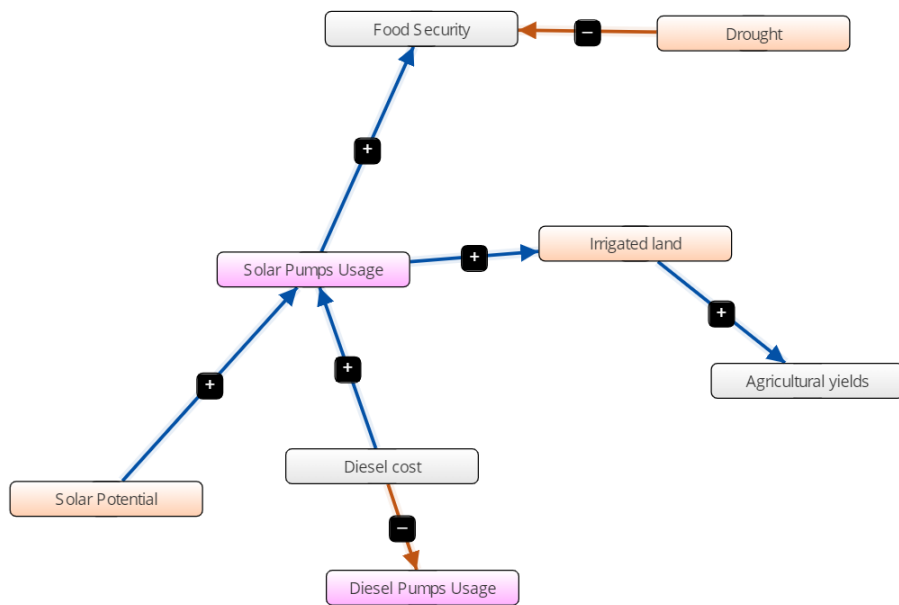 Food Security
–
Drought
+
Irrigated land
+
Solar Pumps Usage
+
+
+
Agricultural yields
Diesel cost
Solar Potential
–
Diesel Pumps Usage